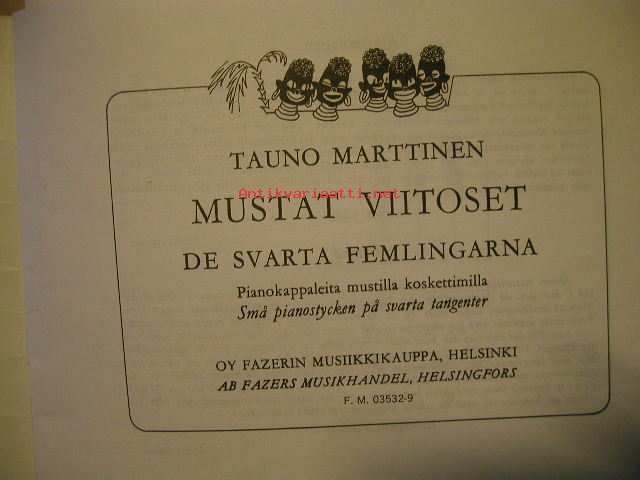 TAUNO MARTTINEN
Antikvariaatti.net
MUSTAT VIITOSET
DE SVARTA FEMLINGARNA
Pianokappaleita mustilla koskettimilla
Små pianostycken på svarta tangenter
OY FAZERIN MUSIIKKIKAUPPA, HELSINKI
AB FAZERS MUSIKHANDEL, HELSINGFORS
F. M. 03532-9